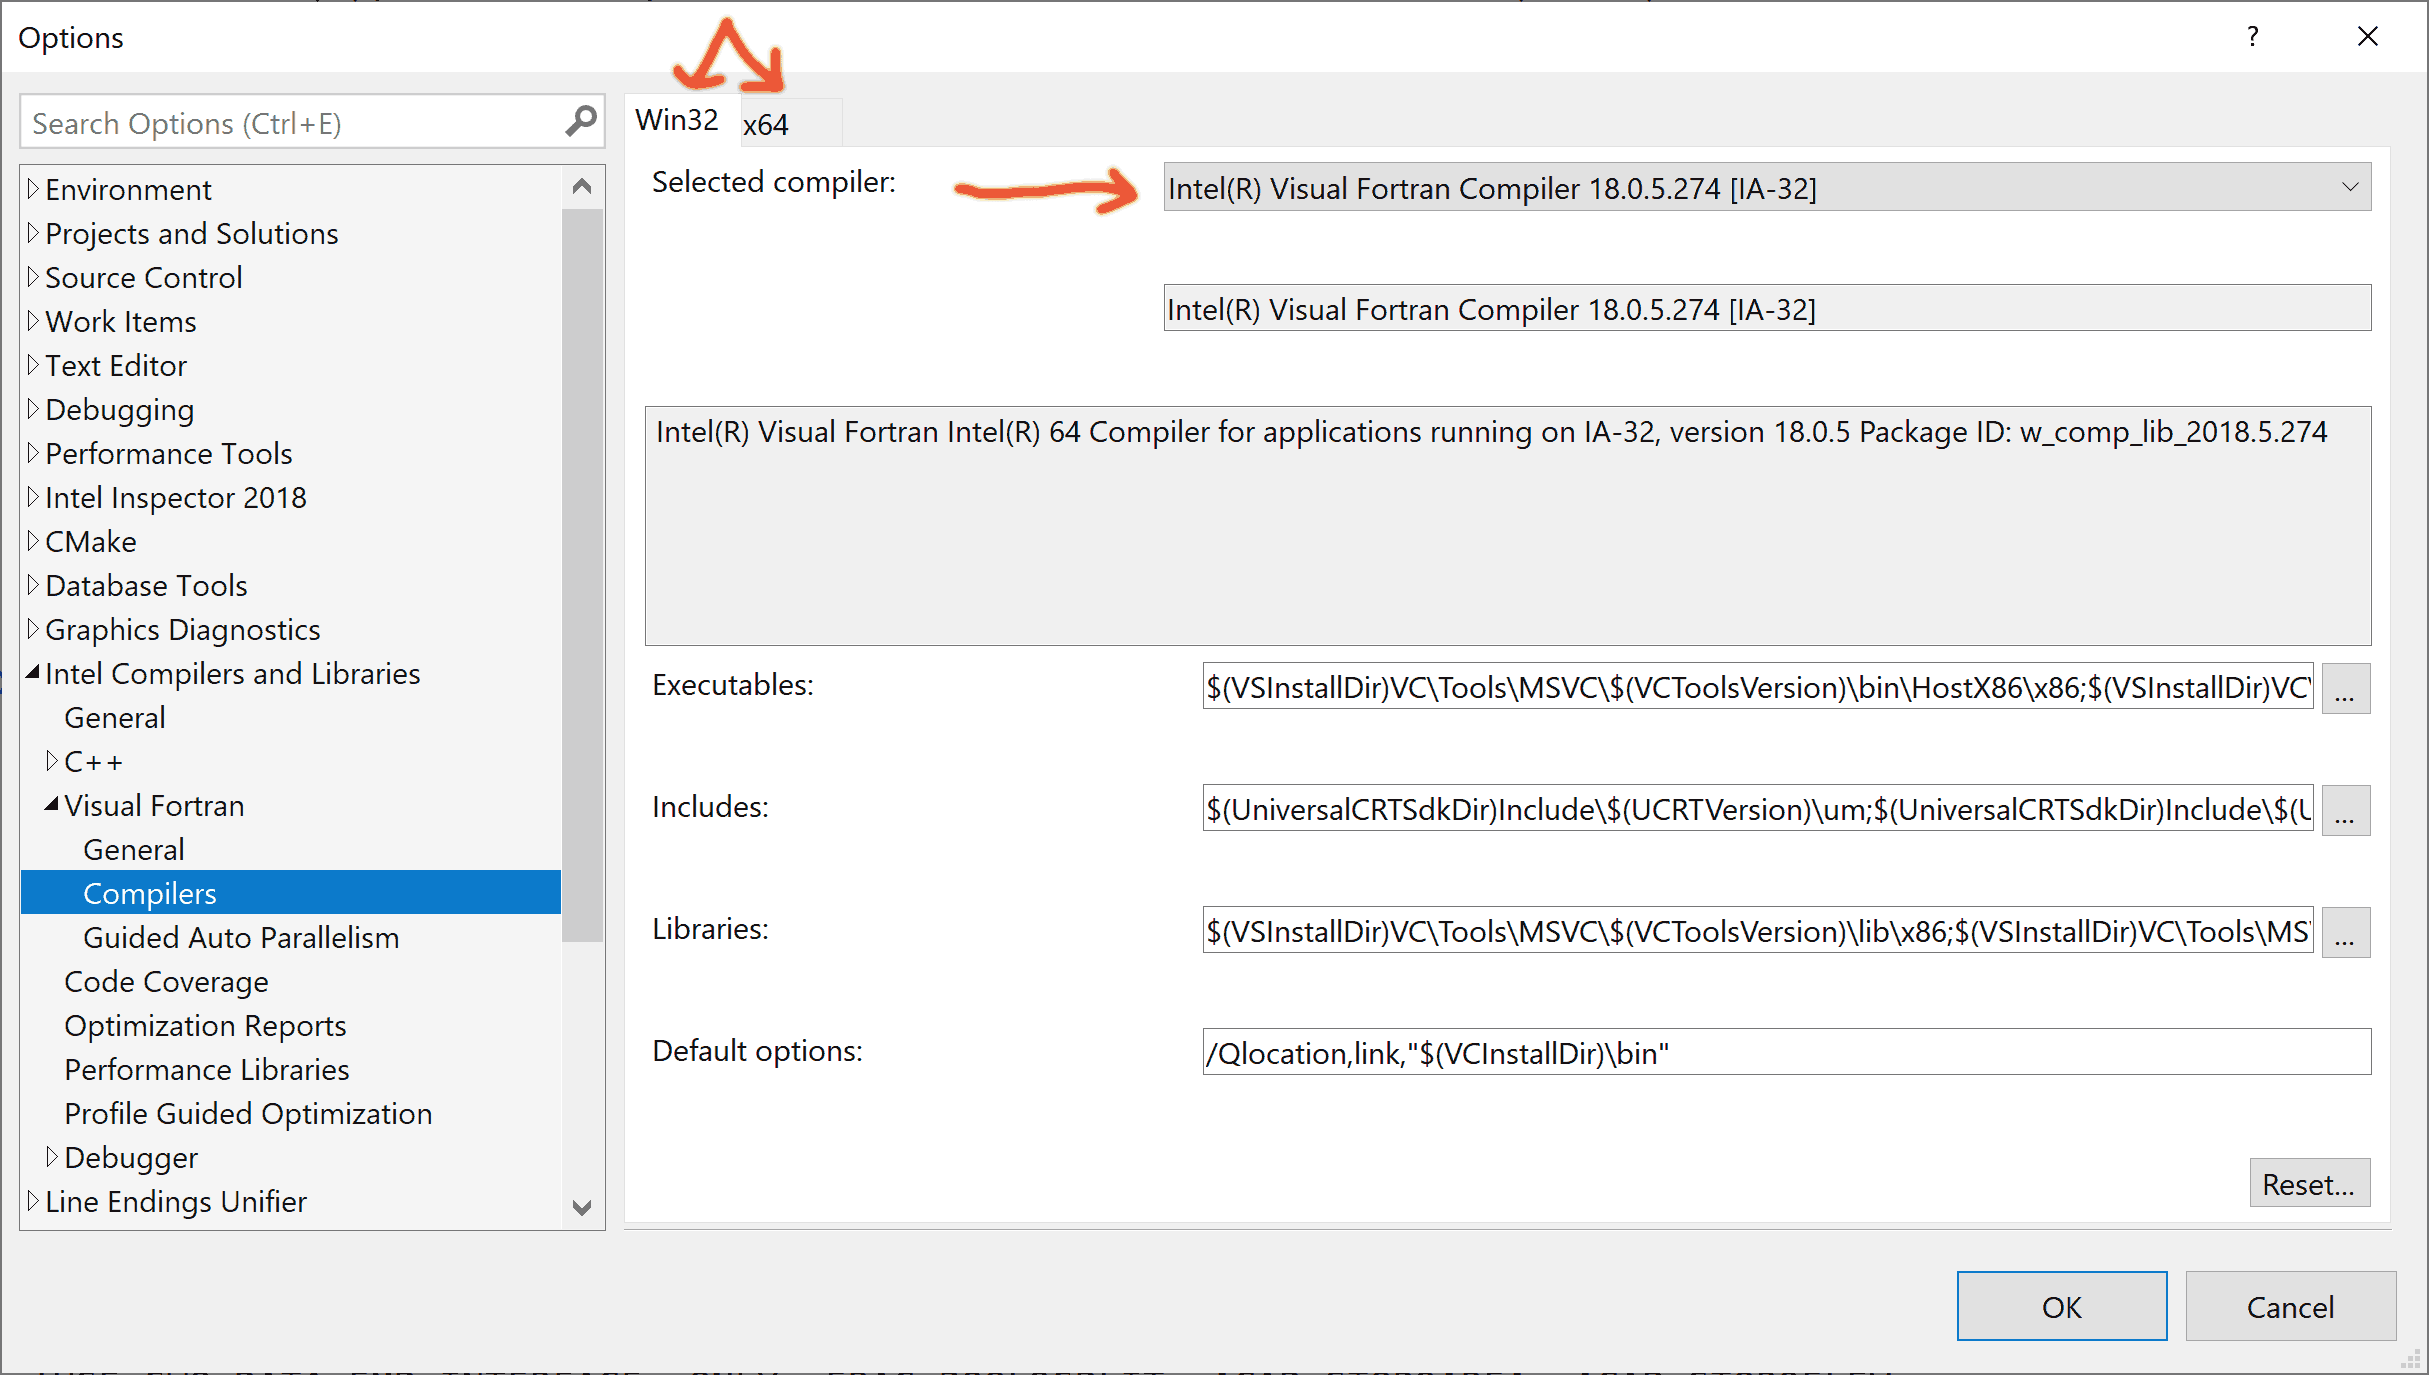 Options
?
Search Options (Ctrl+E)
Environment
Projects and Solutions
Source Control
Work Items
Text Editor
Debugging
Performance Tools
Intel Inspector 2018
CMake
Database Tools
Graphics Diagnostics
Intel Compilers and Libraries
General
C++
Visual Fortran
General
Compilers
Guided Auto Parallelism
Code Coverage
Optimization Reports
Performance Libraries
Profile Guided Optimization
Debugger
Line Endings Unifier
Win32 x64
Selected compiler: Intel(R) Visual Fortran Compiler 18.0.5.274 [IA-32]
Intel(R) Visual Fortran Compiler 18.0.5.274 [IA-32]
Intel(R) Visual Fortran Intel(R) 64 Compiler for applications running on IA-32, version 18.0.5 Package ID: w_comp_lib_2018.5.274
Executables: $(VSInstallDir)VC\Tools\MSVC\$(VCToolsVersion)\bin\HostX86\x86;$(VSInstallDir)VC\ ...
Includes: $(UniversalCRTSdkDir)Include\$(UCRTVersion)\um;$(UniversalCRTSdkDir)Include\$(U ...
Libraries: $(VSInstallDir)VC\Tools\MSVC\$(VCToolsVersion)\lib\x86;$(VSInstallDir)VC\Tools\MS ...
Default options: /Qlocation,link,"$(VCInstallDir)\bin"
Reset...
OK Cancel